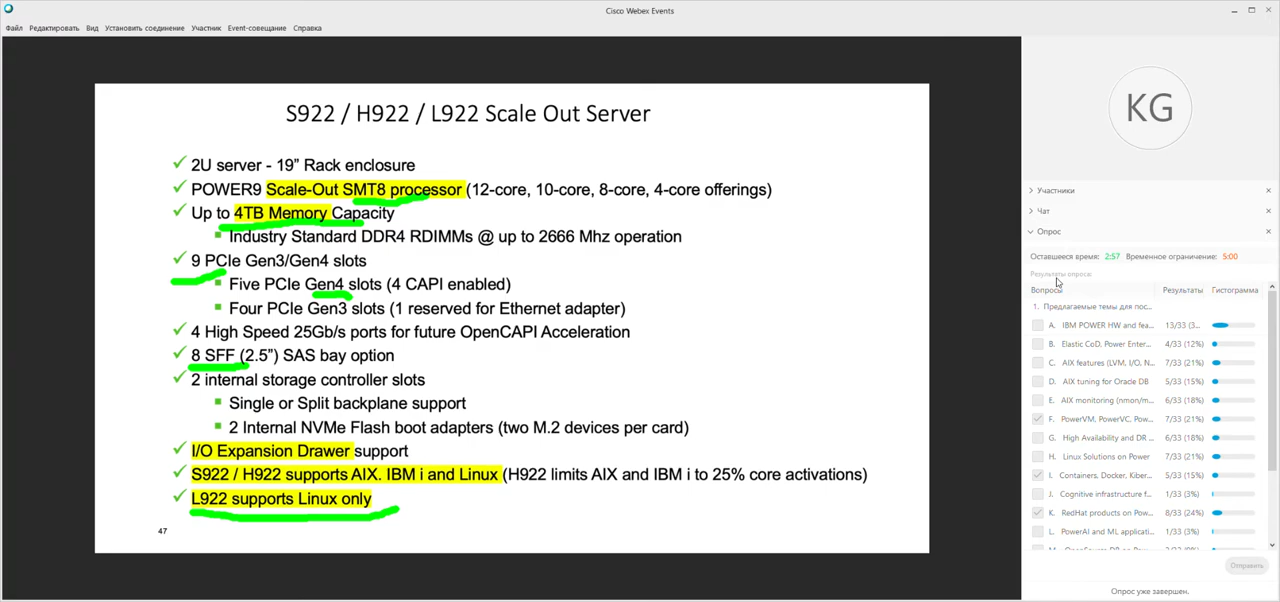 Cisco Webex Events
Файл Редактировать Вид Установить соединение Участник Event-совещание Справка
S922 / H922 / L922 Scale Out Server
✓ 2U server - 19” Rack enclosure
✓ POWER9 Scale-Out SMT8 processor (12-core, 10-core, 8-core, 4-core offerings)
✓ Up to 4TB Memory Capacity
▪ Industry Standard DDR4 RDIMMs @ up to 2666 Mhz operation
✓ 9 PCIe Gen3/Gen4 slots
▪ Five PCIe Gen4 slots (4 CAPI enabled)
▪ Four PCIe Gen3 slots (1 reserved for Ethernet adapter)
✓ 4 High Speed 25Gb/s ports for future OpenCAPI Acceleration
✓ 8 SFF (2.5”) SAS bay option
✓ 2 internal storage controller slots
▪ Single or Split backplane support
▪ 2 Internal NVMe Flash boot adapters (two M.2 devices per card)
✓ I/O Expansion Drawer support
✓ S922 / H922 supports AIX. IBM i and Linux (H922 limits AIX and IBM i to 25% core activations)
✓ L922 supports Linux only
47
KG
Участники
Чат
Опрос
Оставшееся время: 2:57 Временное ограничение: 5:00
Результаты опроса:
Вопросы Результаты Гистограмма
1. Предлагаемые темы для пос...
A. IBM POWER HW and fea... 13/33 (3...
B. Elastic CoD, Power Enter... 4/33 (12%)
C. AIX features (LVM, I/O, N... 7/33 (21%)
D. AIX tuning for Oracle DB 5/33 (15%)
E. AIX monitoring (nmon/m... 6/33 (18%)
F. PowerVM, PowerVC, Pow... 7/33 (21%)
G. High Availability and DR ... 6/33 (18%)
H. Linux Solutions on Power 7/33 (21%)
I. Containers, Docker, Kiber... 5/33 (15%)
J. Cognitive infrastructure f... 1/33 (3%)
K. RedHat products on Pow... 8/33 (24%)
L. PowerAI and ML applicati... 1/33 (3%)
Отправить
Опрос уже завершен.